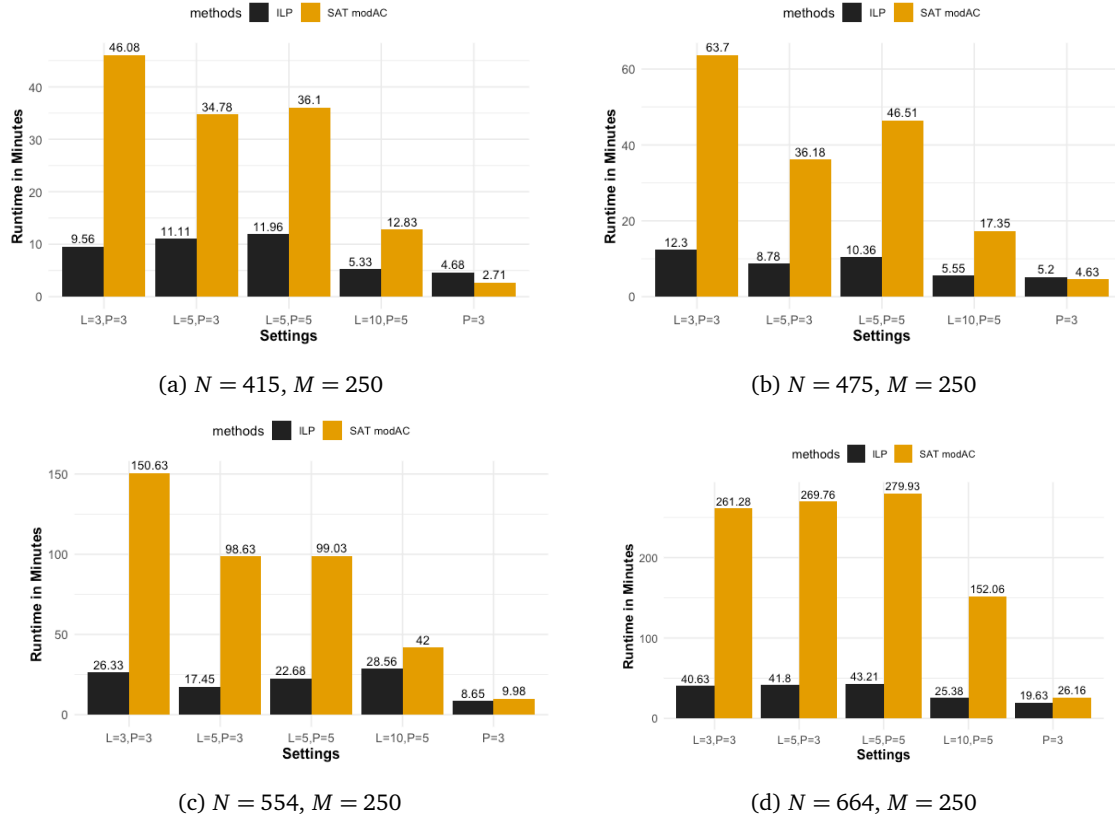 methods ILP SAT modAC
Runtime in Minutes
40
30
20
10
0
9.56 46.08 11.11 34.78 11.96 36.1 5.33 12.83 4.68 2.71
L=3,P=3 L=5,P=3 L=5,P=5 L=10,P=5 P=3
Settings
(a) N = 415, M = 250
methods ILP SAT modAC
Runtime in Minutes
60
40
20
0
12.3 63.7 8.78 36.18 10.36 46.51 5.55 17.35 5.2 4.63
L=3,P=3 L=5,P=3 L=5,P=5 L=10,P=5 P=3
Settings
(b) N = 475, M = 250
methods ILP SAT modAC
Runtime in Minutes
150
100
50
0
26.33 150.63 17.45 98.63 22.68 99.03 28.56 42 8.65 9.98
L=3,P=3 L=5,P=3 L=5,P=5 L=10,P=5 P=3
Settings
(c) N = 554, M = 250
methods ILP SAT modAC
Runtime in Minutes
200
100
0
40.63 261.28 41.8 269.76 43.21 279.93 25.38 152.06 19.63 26.16
L=3,P=3 L=5,P=3 L=5,P=5 L=10,P=5 P=3
Settings
(d) N = 664, M = 250